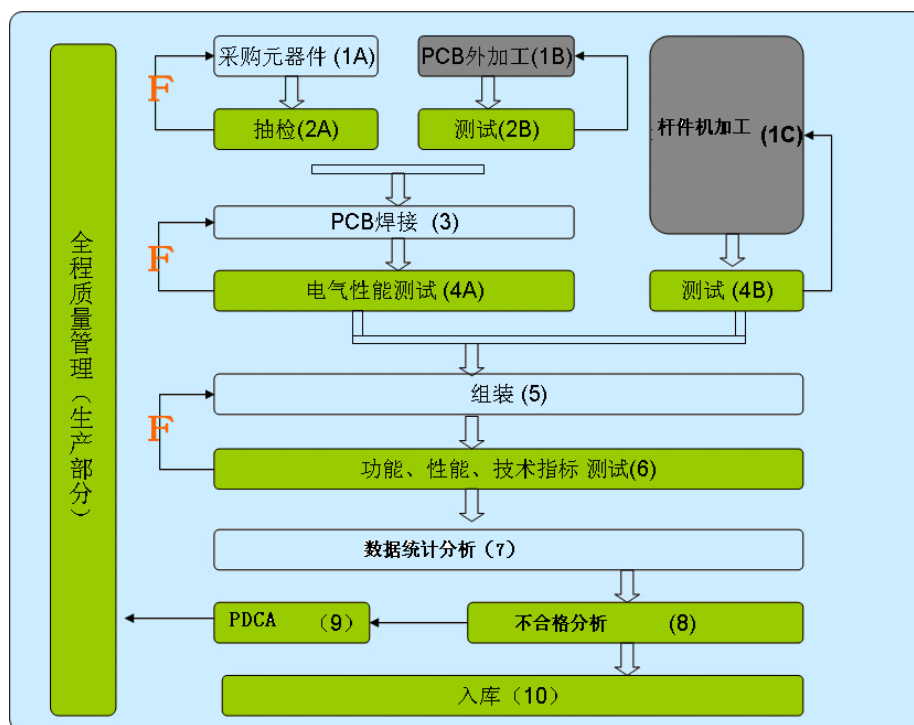 全程质量管理（生产部分）
采购元器件 (1A)
PCB外加工(1B)
F
抽检(2A)
测试(2B)
杆件机加工 (1C)
PCB焊接 (3)
F
电气性能测试 (4A)
测试 (4B)
组装 (5)
F
功能、性能、技术指标 测试(6)
数据统计分析（7）
PDCA （9）
不合格分析 (8)
入库（10）